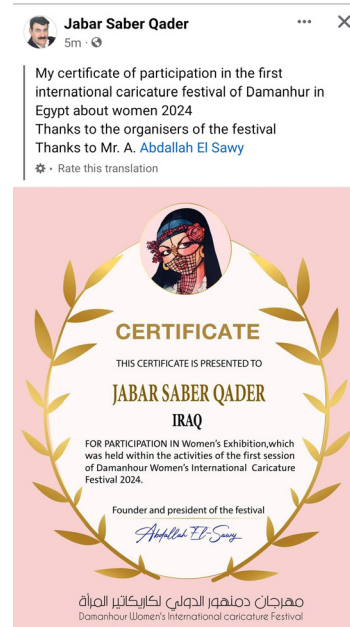 Jabar Saber Qader
5m
My certificate of participation in the first
international caricature festival of Damanhur in
Egypt about women 2024
Thanks to the organisers of the festival
Thanks to Mr. A. Abdallah El Sawy
Rate this translation
CERTIFICATE
THIS CERTIFICATE IS PRESENTED TO
JABAR SABER QADER
IRAQ
FOR PARTICIPATION IN Women's Exhibition,which
was held within the activities of the first session
of Damanhour Women's International Caricature
Festival 2024.
Founder and president of the festival
Abdallah El-Sawy
مهرجان دمنهور الدولي لكاريكاتير المرأة
Damanhour Women's International caricature Festival